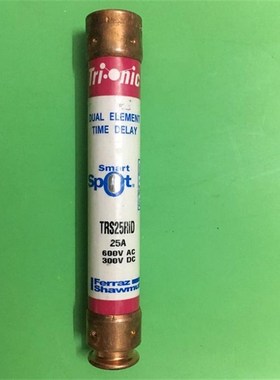 Tri-onic
DUAL ELEMENT
TIME DELAY
Smart
Spot
TRS25RID
25A
600V AC
300V DC
Ferraz
Shawmut